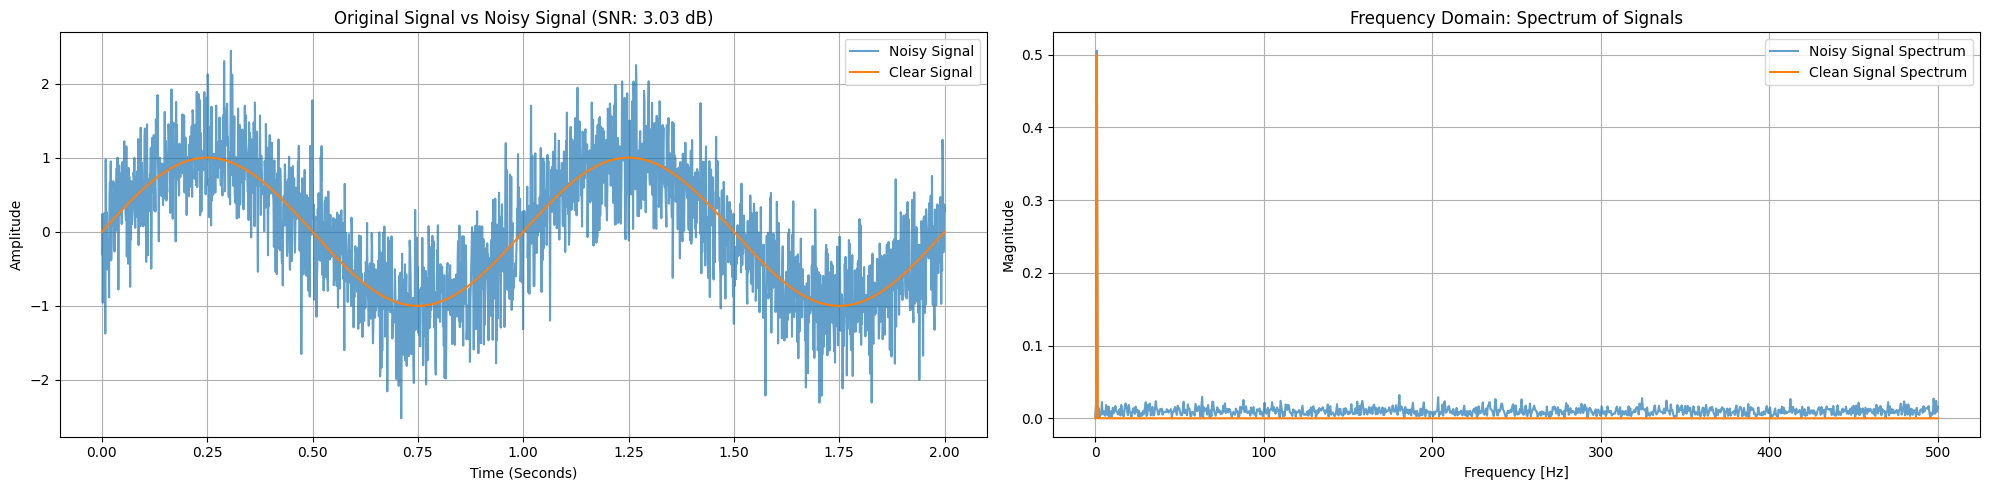 Original Signal vs Noisy Signal (SNR: 3.03 dB)
Noisy Signal
Clear Signal
Amplitude
2
1
0
−1
−2
0.00 0.25 0.50 0.75 1.00 1.25 1.50 1.75 2.00
Time (Seconds)
Frequency Domain: Spectrum of Signals
Noisy Signal Spectrum
Clean Signal Spectrum
Magnitude
0.5
0.4
0.3
0.2
0.1
0.0
0 100 200 300 400 500
Frequency [Hz]